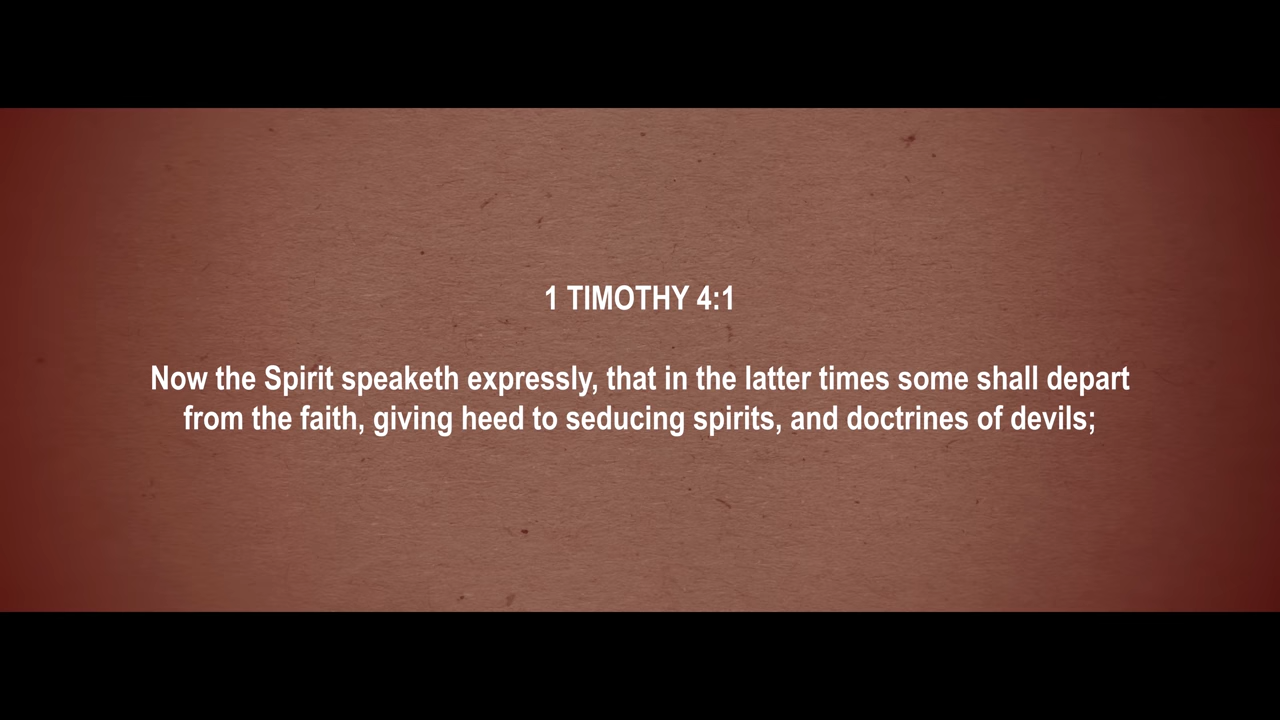 1 TIMOTHY 4:1
Now the Spirit speaketh expressly, that in the latter times some shall depart
from the faith, giving heed to seducing spirits, and doctrines of devils;